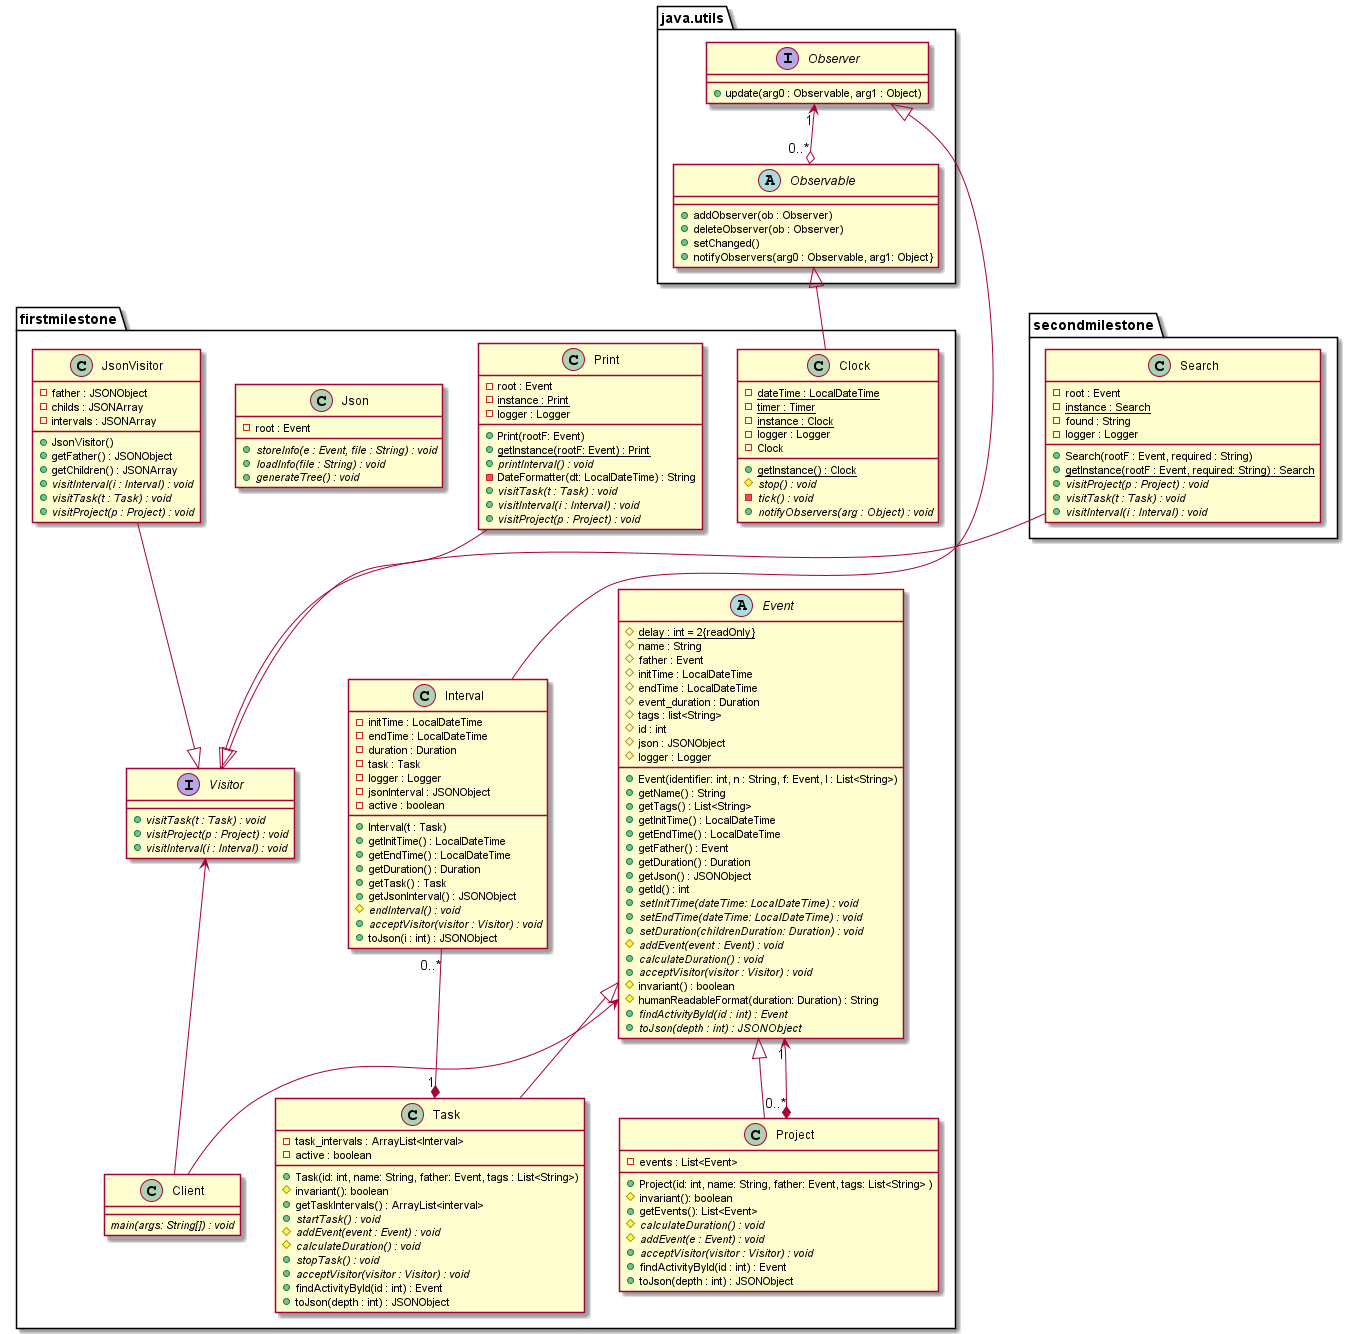 java.utils
I Observer
update(arg0 : Observable, arg1 : Object)
1
0..*
A Observable
addObserver(ob : Observer)
deleteObserver(ob : Observer)
setChanged()
notifyObservers(arg0 : Observable, arg1: Object}
firstmilestone
C JsonVisitor
father : JSONObject
childs : JSONArray
intervals : JSONArray
JsonVisitor()
getFather() : JSONObject
getChildren() : JSONArray
visitInterval(i : Interval) : void
visitTask(t : Task) : void
visitProject(p : Project) : void
C Json
root : Event
storeInfo(e : Event, file : String) : void
loadInfo(file : String) : void
generateTree() : void
C Print
root : Event
instance : Print
logger : Logger
Print(rootF: Event)
getInstance(rootF: Event) : Print
printInterval() : void
DateFormatter(dt: LocalDateTime) : String
visitTask(t : Task) : void
visitInterval(i : Interval) : void
visitProject(p : Project) : void
C Clock
dateTime : LocalDateTime
timer : Timer
instance : Clock
logger : Logger
Clock
getInstance() : Clock
stop() : void
tick() : void
notifyObservers(arg : Object) : void
secondmilestone
C Search
root : Event
instance : Search
found : String
logger : Logger
Search(rootF : Event, required : String)
getInstance(rootF : Event, required: String) : Search
visitProject(p : Project) : void
visitTask(t : Task) : void
visitInterval(i : Interval) : void
I Visitor
visitTask(t : Task) : void
visitProject(p : Project) : void
visitInterval(i : Interval) : void
C Interval
initTime : LocalDateTime
endTime : LocalDateTime
duration : Duration
task : Task
logger : Logger
jsonInterval : JSONObject
active : boolean
Interval(t : Task)
getInitTime() : LocalDateTime
getEndTime() : LocalDateTime
getDuration() : Duration
getTask() : Task
getJsonInterval() : JSONObject
endInterval() : void
acceptVisitor(visitor : Visitor) : void
toJson(i : int) : JSONObject
A Event
delay : int = 2{readOnly}
name : String
father : Event
initTime : LocalDateTime
endTime : LocalDateTime
event_duration : Duration
tags : list<String>
id : int
json : JSONObject
logger : Logger
Event(identifier: int, n : String, f: Event, l : List<String>)
getName() : String
getTags() : List<String>
getInitTime() : LocalDateTime
getEndTime() : LocalDateTime
getFather() : Event
getDuration() : Duration
getJson() : JSONObject
getId() : int
setInitTime(dateTime: LocalDateTime) : void
setEndTime(dateTime: LocalDateTime) : void
setDuration(childrenDuration: Duration) : void
addEvent(event : Event) : void
calculateDuration() : void
acceptVisitor(visitor : Visitor) : void
invariant() : boolean
humanReadableFormat(duration: Duration) : String
findActivityById(id : int) : Event
toJson(depth : int) : JSONObject
0..*
1
1
0..*
C Client
main(args: String[]) : void
C Task
task_intervals : ArrayList<Interval>
active : boolean
Task(id: int, name: String, father: Event, tags : List<String>)
invariant(): boolean
getTaskIntervals() : ArrayList<interval>
startTask() : void
addEvent(event : Event) : void
calculateDuration() : void
stopTask() : void
acceptVisitor(visitor : Visitor) : void
findActivityById(id : int) : Event
toJson(depth : int) : JSONObject
C Project
events : List<Event>
Project(id: int, name: String, father: Event, tags: List<String> )
invariant(): boolean
getEvents(): List<Event>
calculateDuration() : void
addEvent(e : Event) : void
acceptVisitor(visitor : Visitor) : void
findActivityById(id : int) : Event
toJson(depth : int) : JSONObject